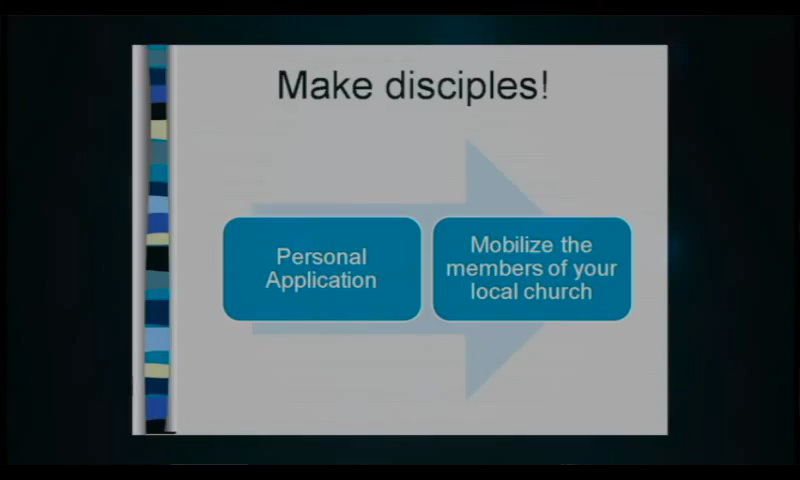 Make disciples!
Personal
Application
Mobilize the
members of your
local church